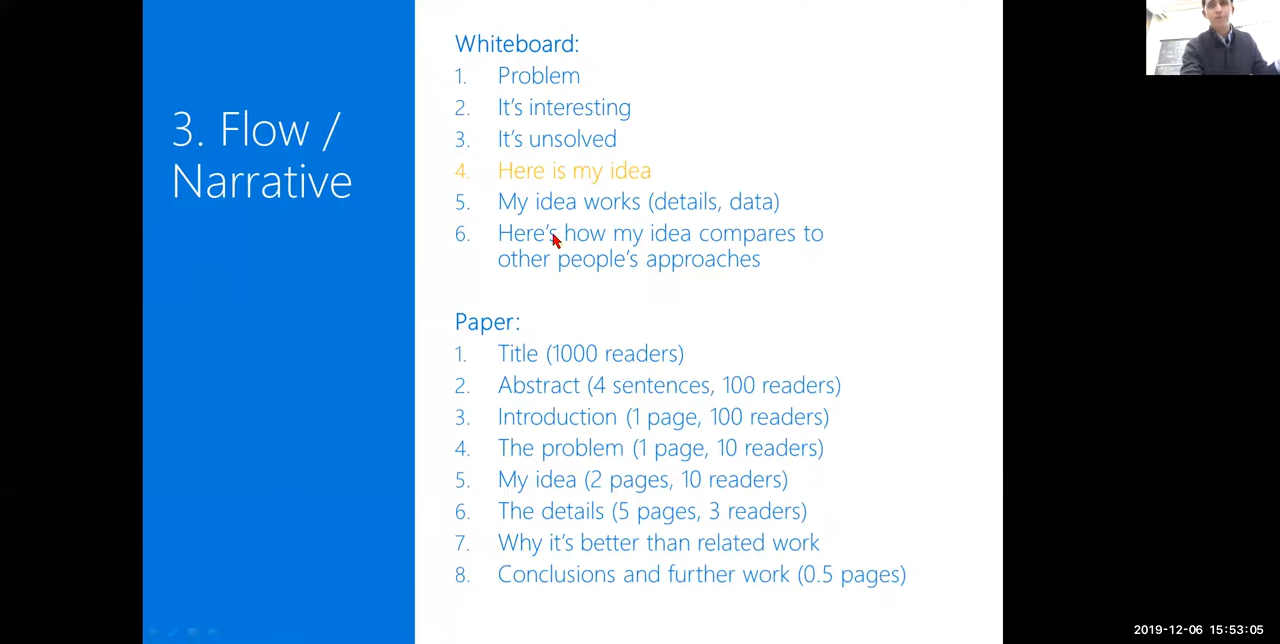 3. Flow /
Narrative
Whiteboard:
1. Problem
2. It's interesting
3. It's unsolved
4. Here is my idea
5. My idea works (details, data)
6. Here's how my idea compares to
other people's approaches
Paper:
1. Title (1000 readers)
2. Abstract (4 sentences, 100 readers)
3. Introduction (1 page, 100 readers)
4. The problem (1 page, 10 readers)
5. My idea (2 pages, 10 readers)
6. The details (5 pages, 3 readers)
7. Why it's better than related work
8. Conclusions and further work (0.5 pages)
2019-12-06 15:53:05